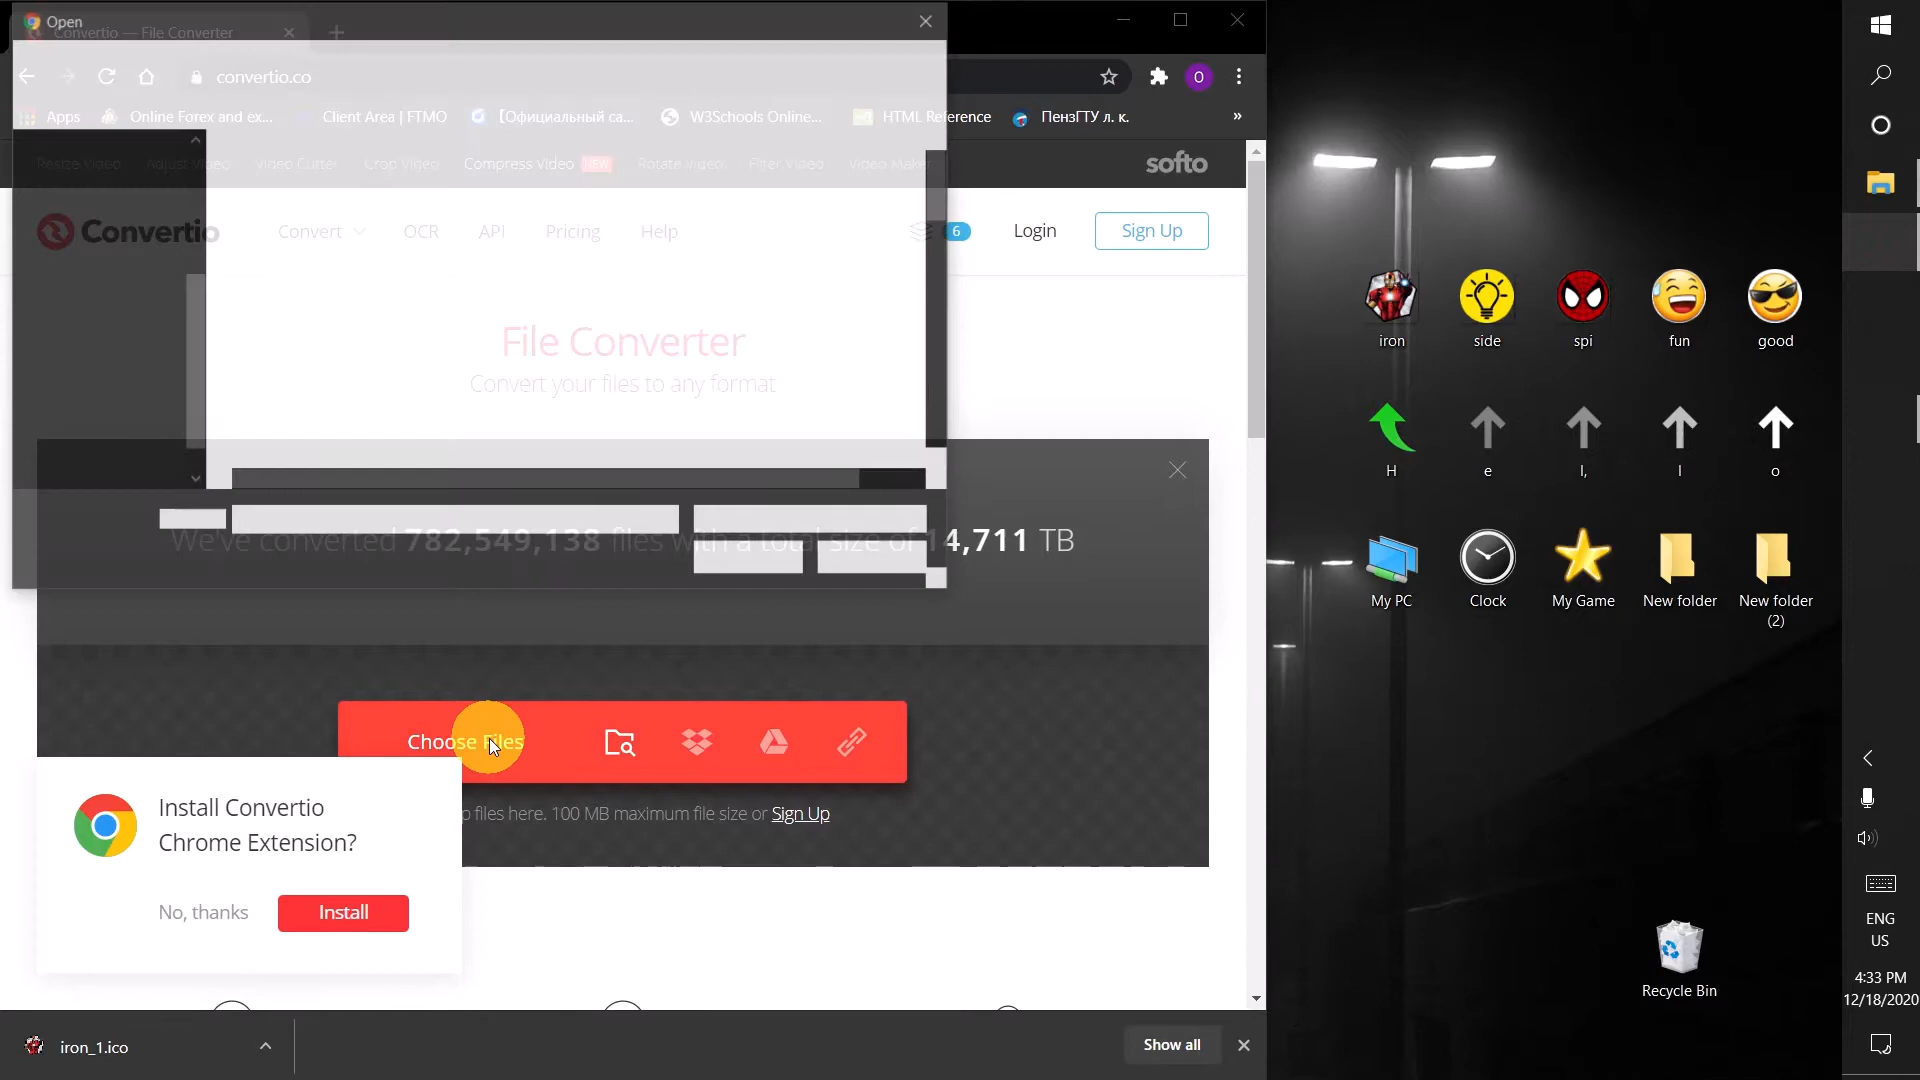 Open
Convertio — File Converter
convertio.co
O
Apps
Online Forex and ex...
Client Area | FTMO
【Официальный са...
W3Schools Online...
HTML Reference
ПензГТУ л. к.
»
Resize Video
Adjust Video
Video Cutter
Crop Video
Compress Video NEW
Rotate Video
Filter Video
Video Maker
softo
Convertio
Convert
OCR
API
Pricing
Help
6
Login
Sign Up
File Converter
Convert your files to any format
We've converted 782,549,138 files with a total size of 14,711 TB
Choose Files
p files here. 100 MB maximum file size or Sign Up
Install Convertio
Chrome Extension?
No, thanks
Install
iron_1.ico
Show all
iron
side
spi
fun
good
H
e
l,
l
o
My PC
Clock
My Game
New folder
New folder
(2)
Recycle Bin
ENG
US
4:33 PM
12/18/2020